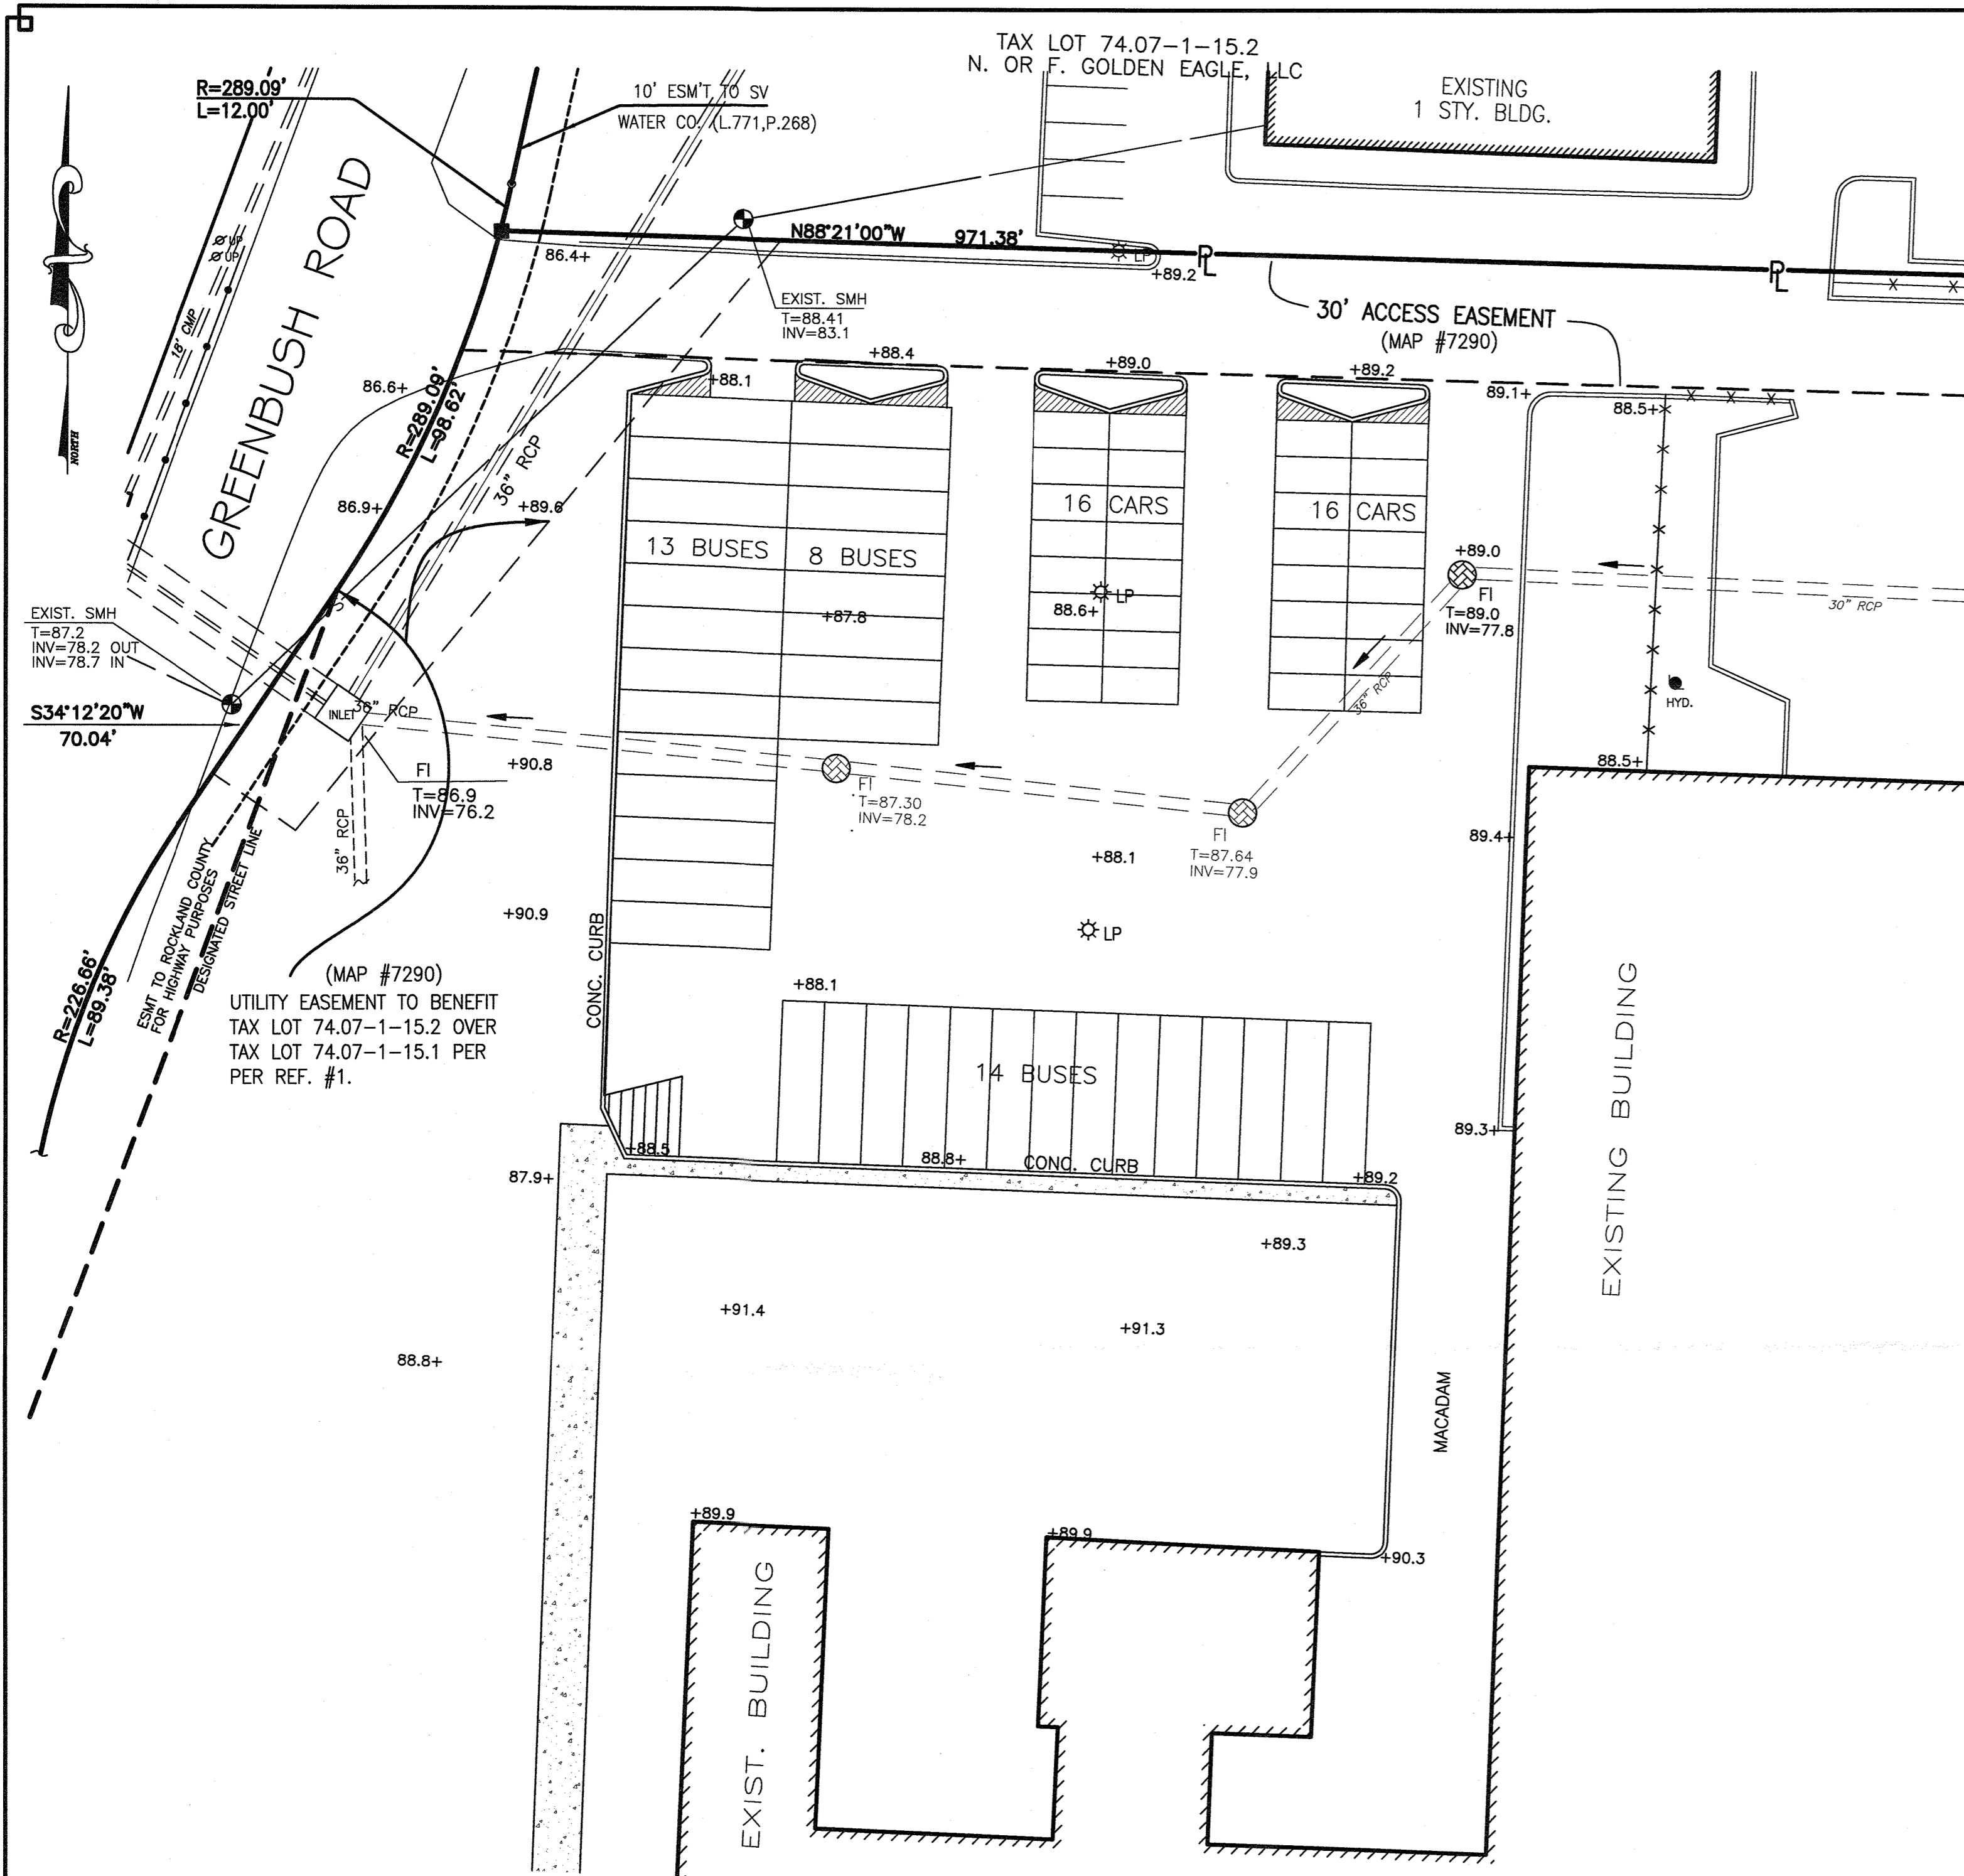 TAX LOT 74.07-1-15.2
N. OR F. GOLDEN EAGLE, LLC
EXISTING
1 STY. BLDG.
R=289.09'
L=12.00'
10' ESM'T TO SV
WATER CO. (L.771,P.268)
GREENBUSH ROAD
UP
UP
18' CMP
NORTH
N88°21'00"W 971.38'
86.4+
LP
+89.2
PL
PL
EXIST. SMH
T=88.41
INV=83.1
30' ACCESS EASEMENT
(MAP #7290)
86.6+
+88.1
+88.4
+89.0
+89.2
89.1+
88.5+
R=289.09'
L=98.62'
36" RCP
86.9+
+89.6
13 BUSES
8 BUSES
16 CARS
16 CARS
+87.8
LP
88.6+
+89.0
FI
T=89.0
INV=77.8
30" RCP
36" RCP
HYD.
88.5+
EXIST. SMH
T=87.2
INV=78.2 OUT
INV=78.7 IN
S34°12'20"W
70.04'
INLET
36" RCP
FI
T=86.9
INV=76.2
36" RCP
+90.8
FI
T=87.30
INV=78.2
FI
T=87.64
INV=77.9
+88.1
89.4+
+90.9
LP
CONC. CURB
R=226.66'
L=89.38'
ESMT TO ROCKLAND COUNTY
FOR HIGHWAY PURPOSES
DESIGNATED STREET LINE
(MAP #7290)
UTILITY EASEMENT TO BENEFIT
TAX LOT 74.07-1-15.2 OVER
TAX LOT 74.07-1-15.1 PER
PER REF. #1.
+88.1
14 BUSES
+88.5
88.8+
CONC. CURB
+89.2
89.3+
87.9+
EXISTING BUILDING
+89.3
+91.4
+91.3
88.8+
MACADAM
+89.9
+89.9
+90.3
EXIST. BUILDING